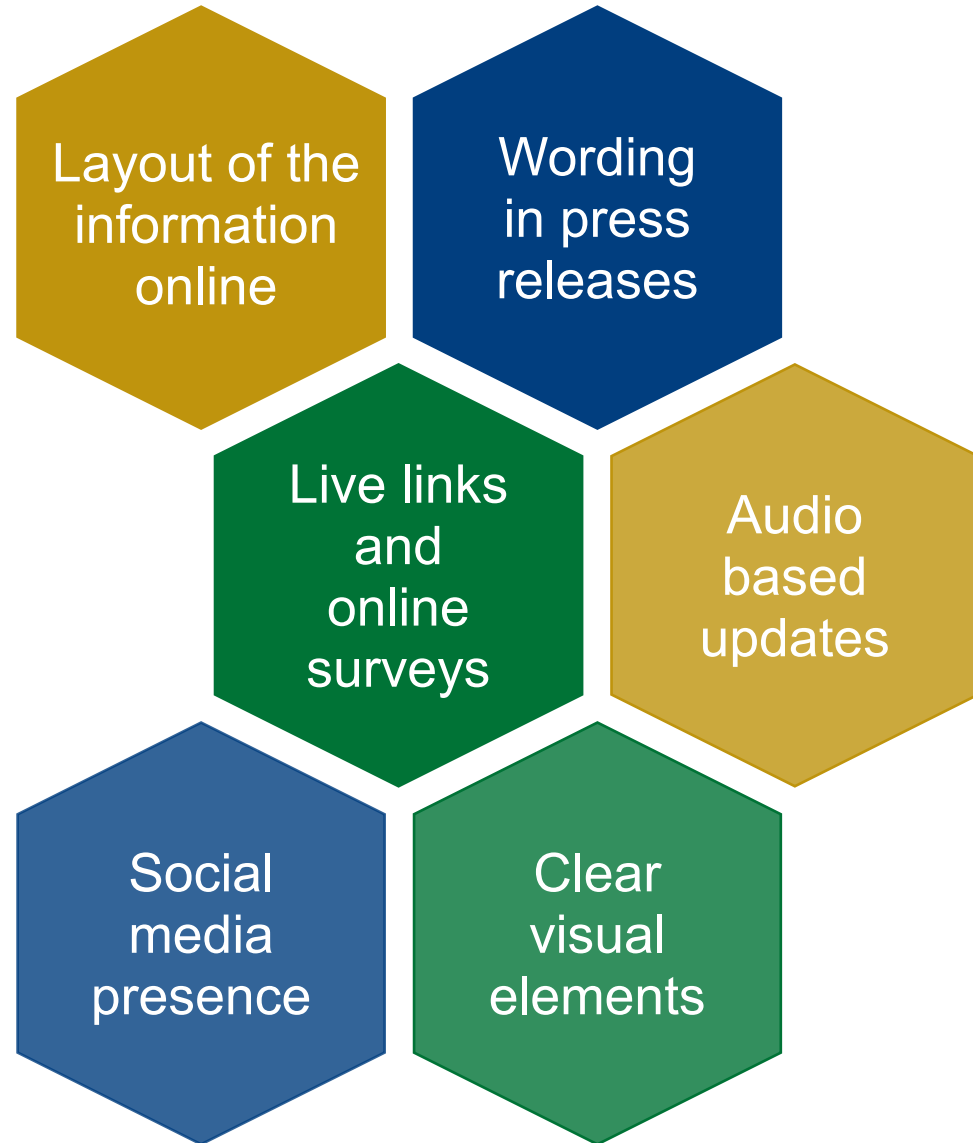 Layout of the
information
online
Wording
in press
releases
Live links
and
online
surveys
Audio
based
updates
Social
media
presence
Clear
visual
elements